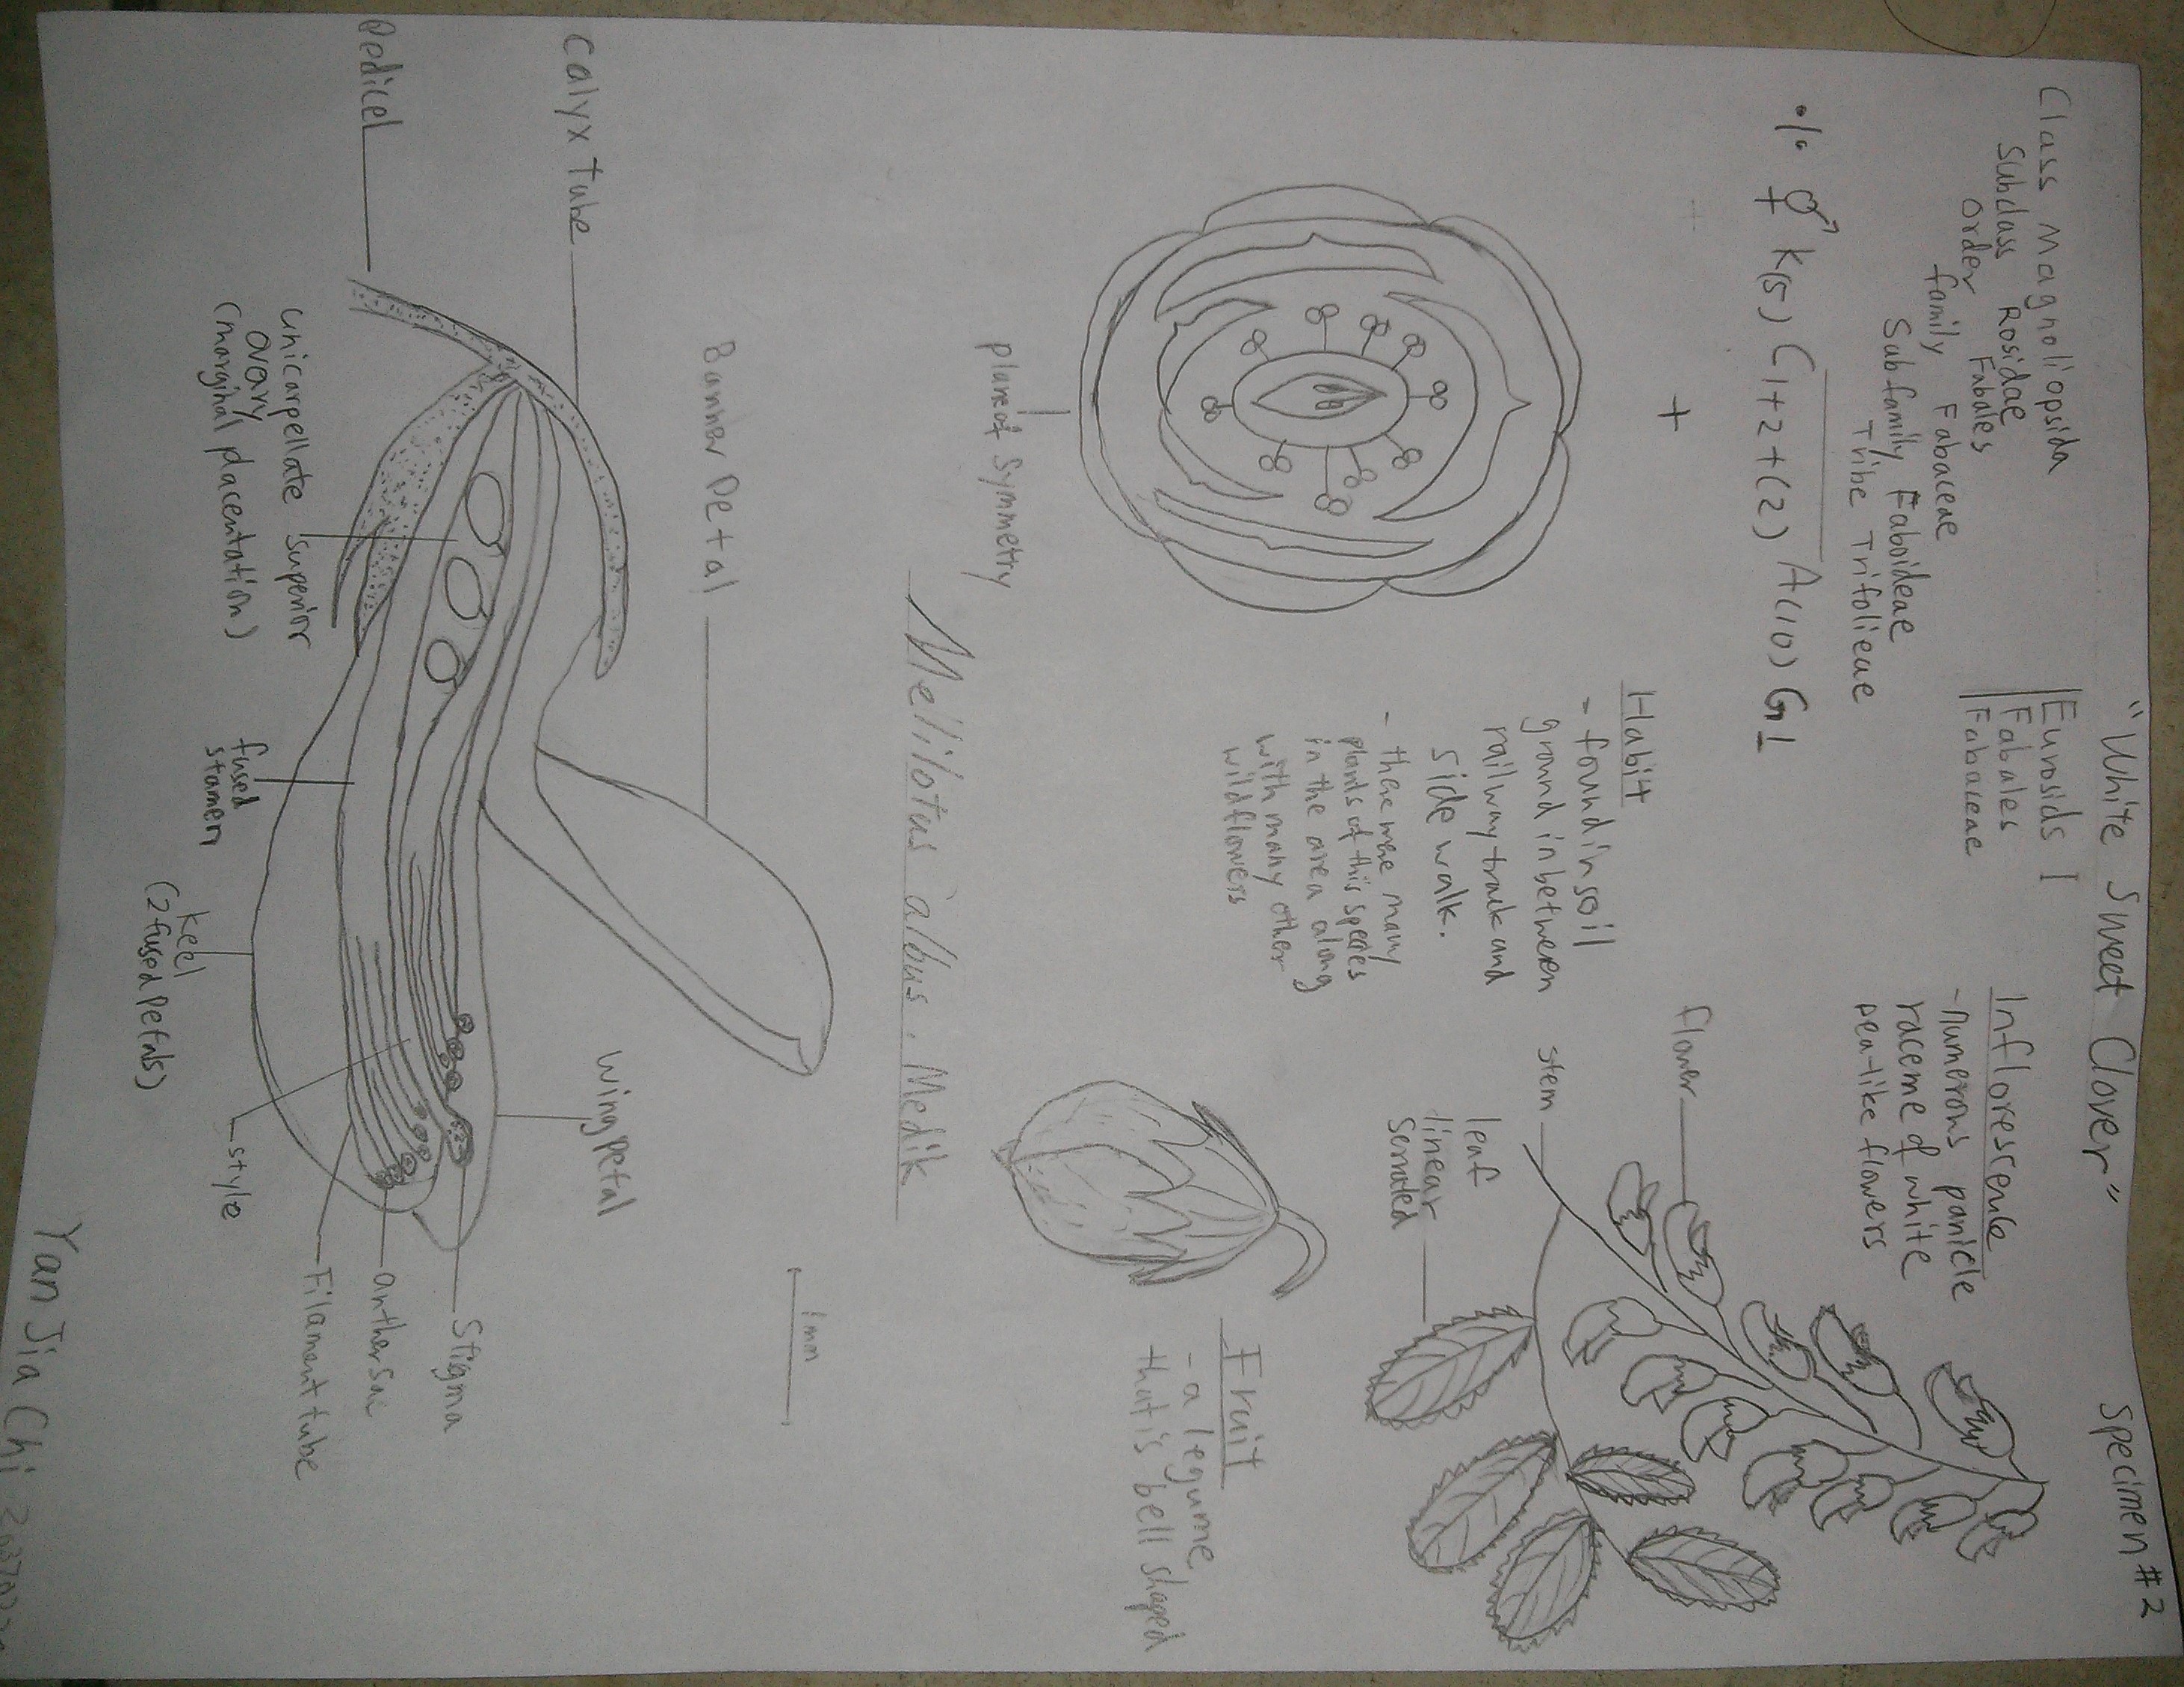 "White Sweet Clover"
Specimen #2
Class Magnoliopsida
Subclass Rosidae
Order Fabales
family Fabaceae
Subfamily Faboideae
Tribe Trifolieae
Eurosids I
Fabales
Fabaceae
Inflorescence
- numerous panicle
raceme of white
pea-like flowers
·/· ⚥ K(5) C1+2+(2) A(10) G1
+
plane of symmetry
Habit
- found in soil
ground in between
railway track and
side walk.
- there were many
plants of this species
in the area along
with many other
wildflowers
flower
stem
leaf
linear
serrated
Fruit
- a legume
that is bell shaped
Melilotus albus. Medik
1mm
Banner Petal
Calyx Tube
Pedicel
Wing petal
unicarpellate superior
ovary
(marginal placentation)
fused
stamen
keel
(2 fused Petals)
style
Stigma
anther sac
Filament tube
Yan Jia Chi